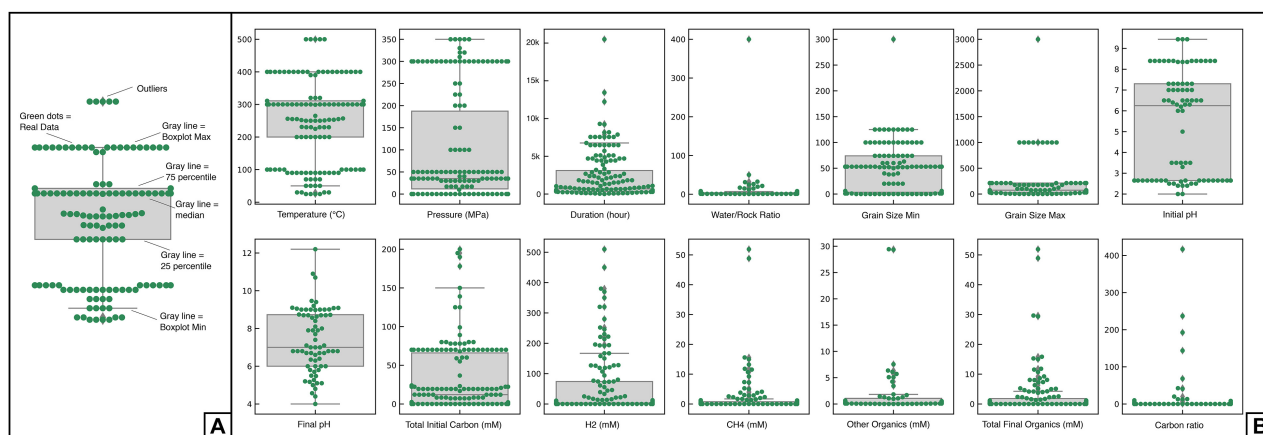 Outliers
Green dots =
Real Data
Gray line =
Boxplot Max
Gray line =
75 percentile
Gray line =
median
Gray line =
25 percentile
Gray line =
Boxplot Min
A
500
400
300
200
100
0
Temperature (°C)
350
300
250
200
150
100
50
0
Pressure (MPa)
20k
15k
10k
5k
0
Duration (hour)
400
300
200
100
0
Water/Rock Ratio
300
250
200
150
100
50
0
Grain Size Min
3000
2500
2000
1500
1000
500
0
Grain Size Max
9
8
7
6
5
4
3
2
Initial pH
12
10
8
6
4
Final pH
200
150
100
50
0
Total Initial Carbon (mM)
500
400
300
200
100
0
H2 (mM)
50
40
30
20
10
0
CH4 (mM)
30
25
20
15
10
5
0
Other Organics (mM)
50
40
30
20
10
0
Total Final Organics (mM)
400
300
200
100
0
Carbon ratio
B